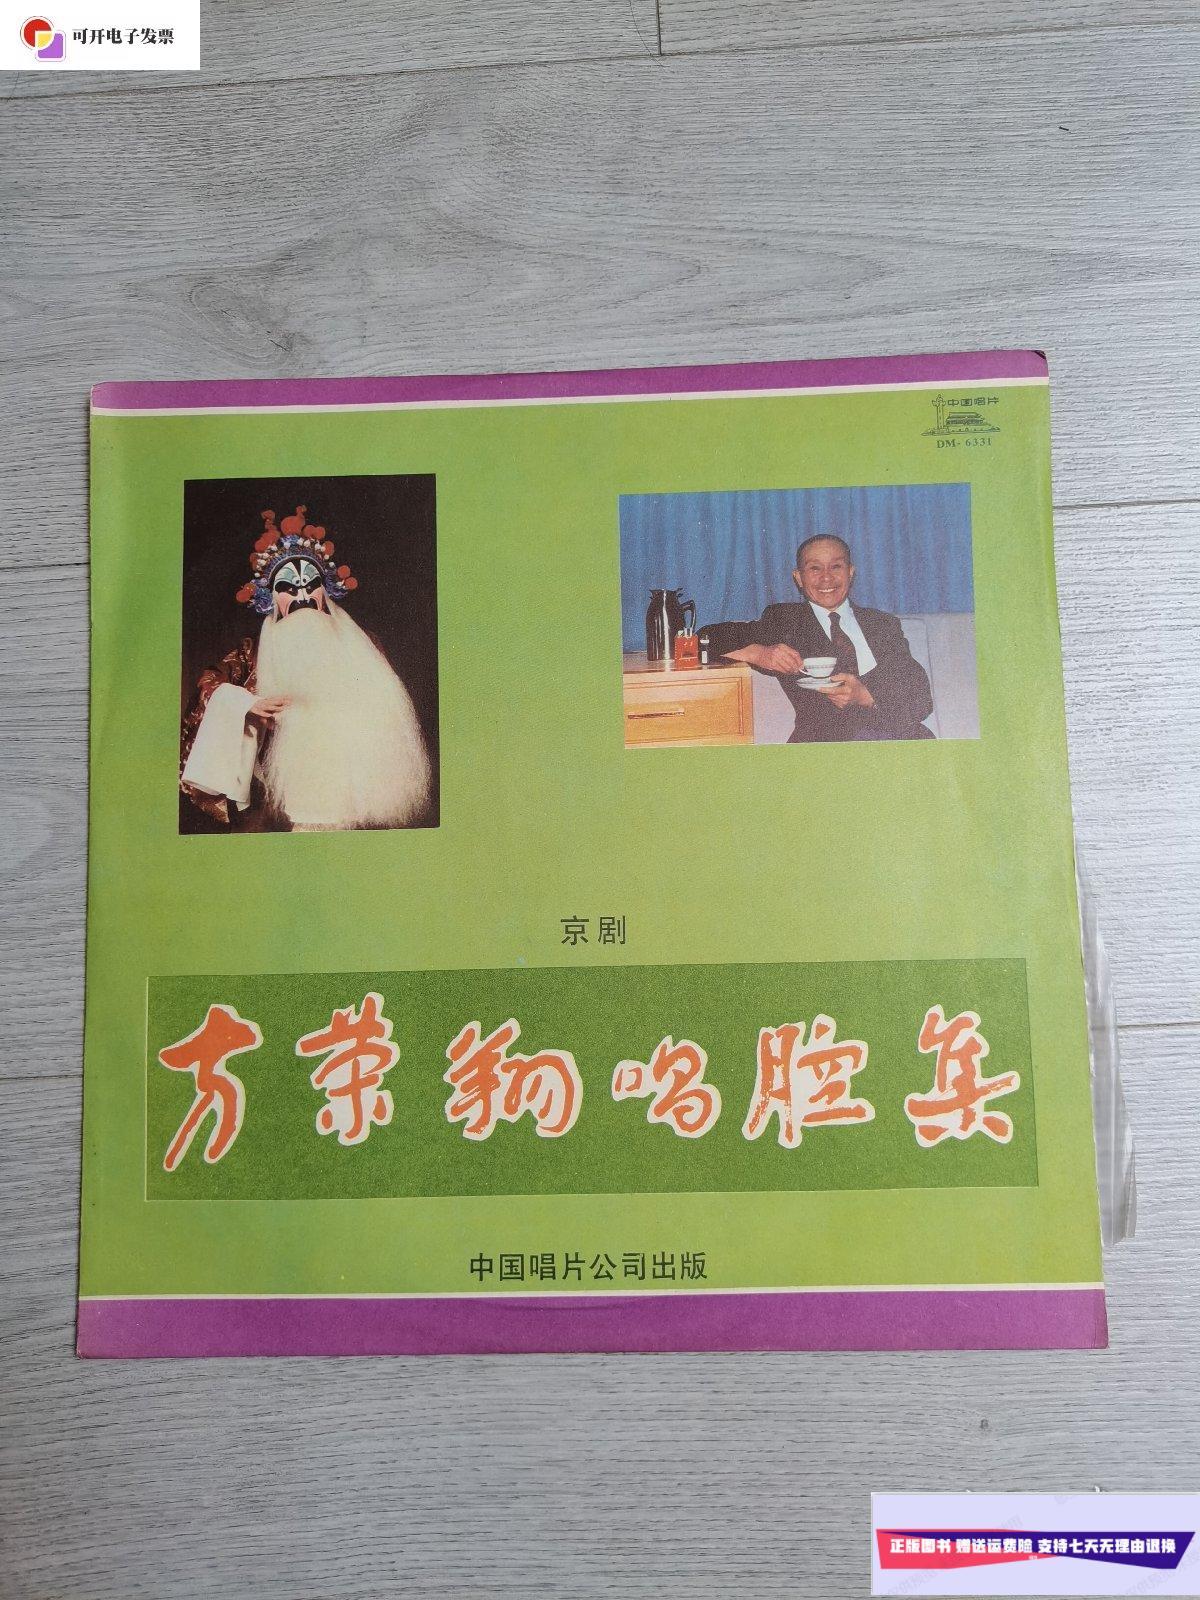 可开电子发票
中国唱片
DM-6331
京剧
方荣翔唱腔集
中国唱片公司出版
正版图书 赠送运费险 支持七天无理由退换